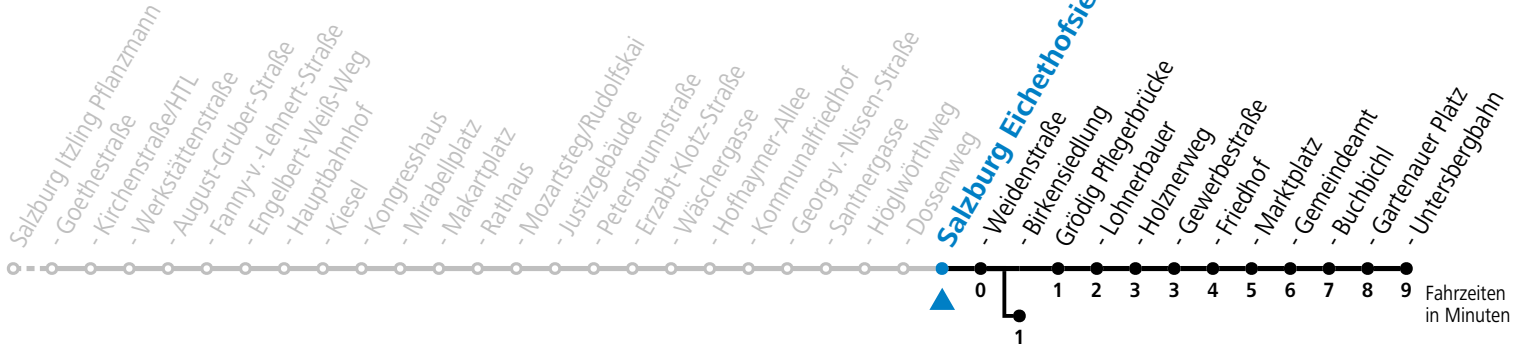 Salzburg Itzling Pflanzmann
- Goethestraße
- Kirchenstraße/HTL
- Werkstättenstraße
- August-Gruber-Straße
- Fanny-v.-Lehnert-Straße
- Engelbert-Weiß-Weg
- Hauptbahnhof
- Kiesel
- Kongresshaus
- Mirabellplatz
- Makartplatz
- Rathaus
- Mozartsteg/Rudolfskai
- Justizgebäude
- Petersbrunnstraße
- Erzabt-Klotz-Straße
- Wäschergasse
- Hofhaymer-Allee
- Kommunalfriedhof
- Georg-v.-Nissen-Straße
- Santnergasse
- Höglwörthweg
- Dossenweg
Salzburg Eichethofsie
- Weidenstraße
- Birkensiedlung
Grödig Pflegerbrücke
- Lohnerbauer
- Holznerweg
- Gewerbestraße
- Friedhof
- Marktplatz
- Gemeindeamt
- Buchbichl
- Gartenauer Platz
- Untersbergbahn
0 1 2 3 3 4 5 6 7 8 9 Fahrzeiten
in Minuten
1